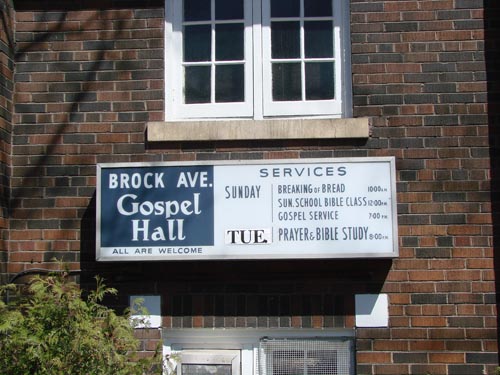 BROCK AVE.
Gospel
Hall
ALL ARE WELCOME
SERVICES
SUNDAY BREAKING OF BREAD 10:00 A.M.
SUN. SCHOOL BIBLE CLASS 12:00 P.M.
GOSPEL SERVICE 7:00 P.M.
TUE. PRAYER & BIBLE STUDY 8:00 P.M.